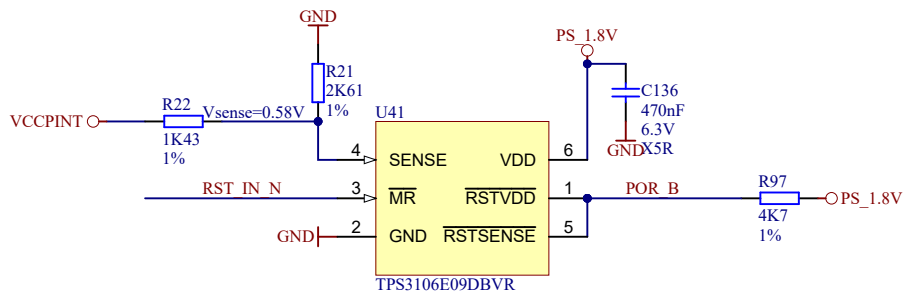 GND
PS_1.8V
R21
2K61
1%
C136
470nF
6.3V
X5R
GND
R22
1K43
1%
Vsense=0.58V
VCCPINT
U41
4
SENSE
VDD
6
RST_IN_N
3
MR
RSTVDD
1
POR_B
R97
4K7
1%
PS_1.8V
GND
2
GND
RSTSENSE
5
TPS3106E09DBVR